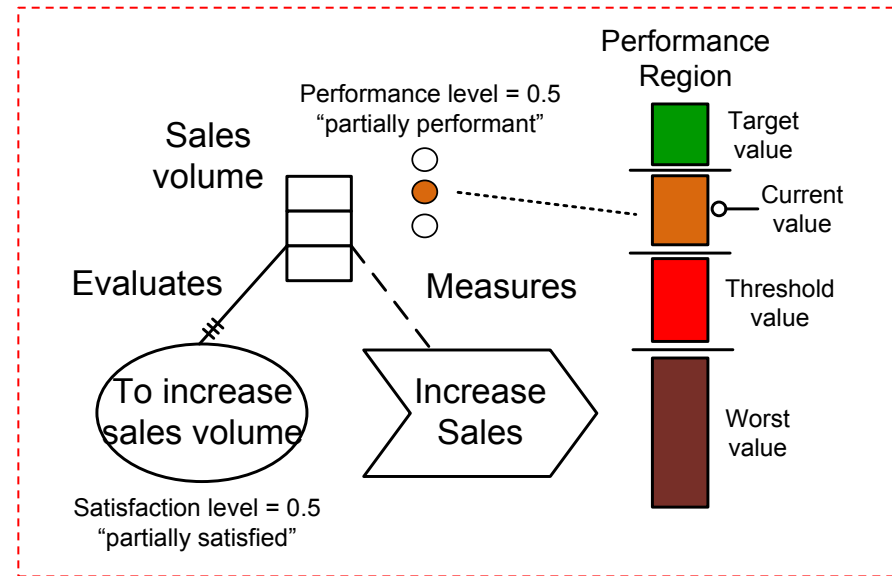 Performance
Region
Performance level = 0.5
“partially performant”
Sales
volume
Target
value
Current
value
Evaluates
Measures
Threshold
value
To increase
sales volume
Increase
Sales
Worst
value
Satisfaction level = 0.5
“partially satisfied”